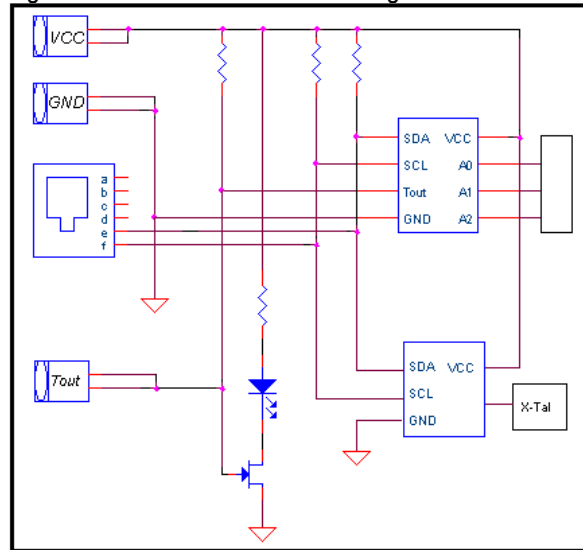 VCC
GND
a
b
c
d
e
f
Tout
SDA VCC
SCL A0
Tout A1
GND A2
SDA VCC
SCL
GND
X-Tal